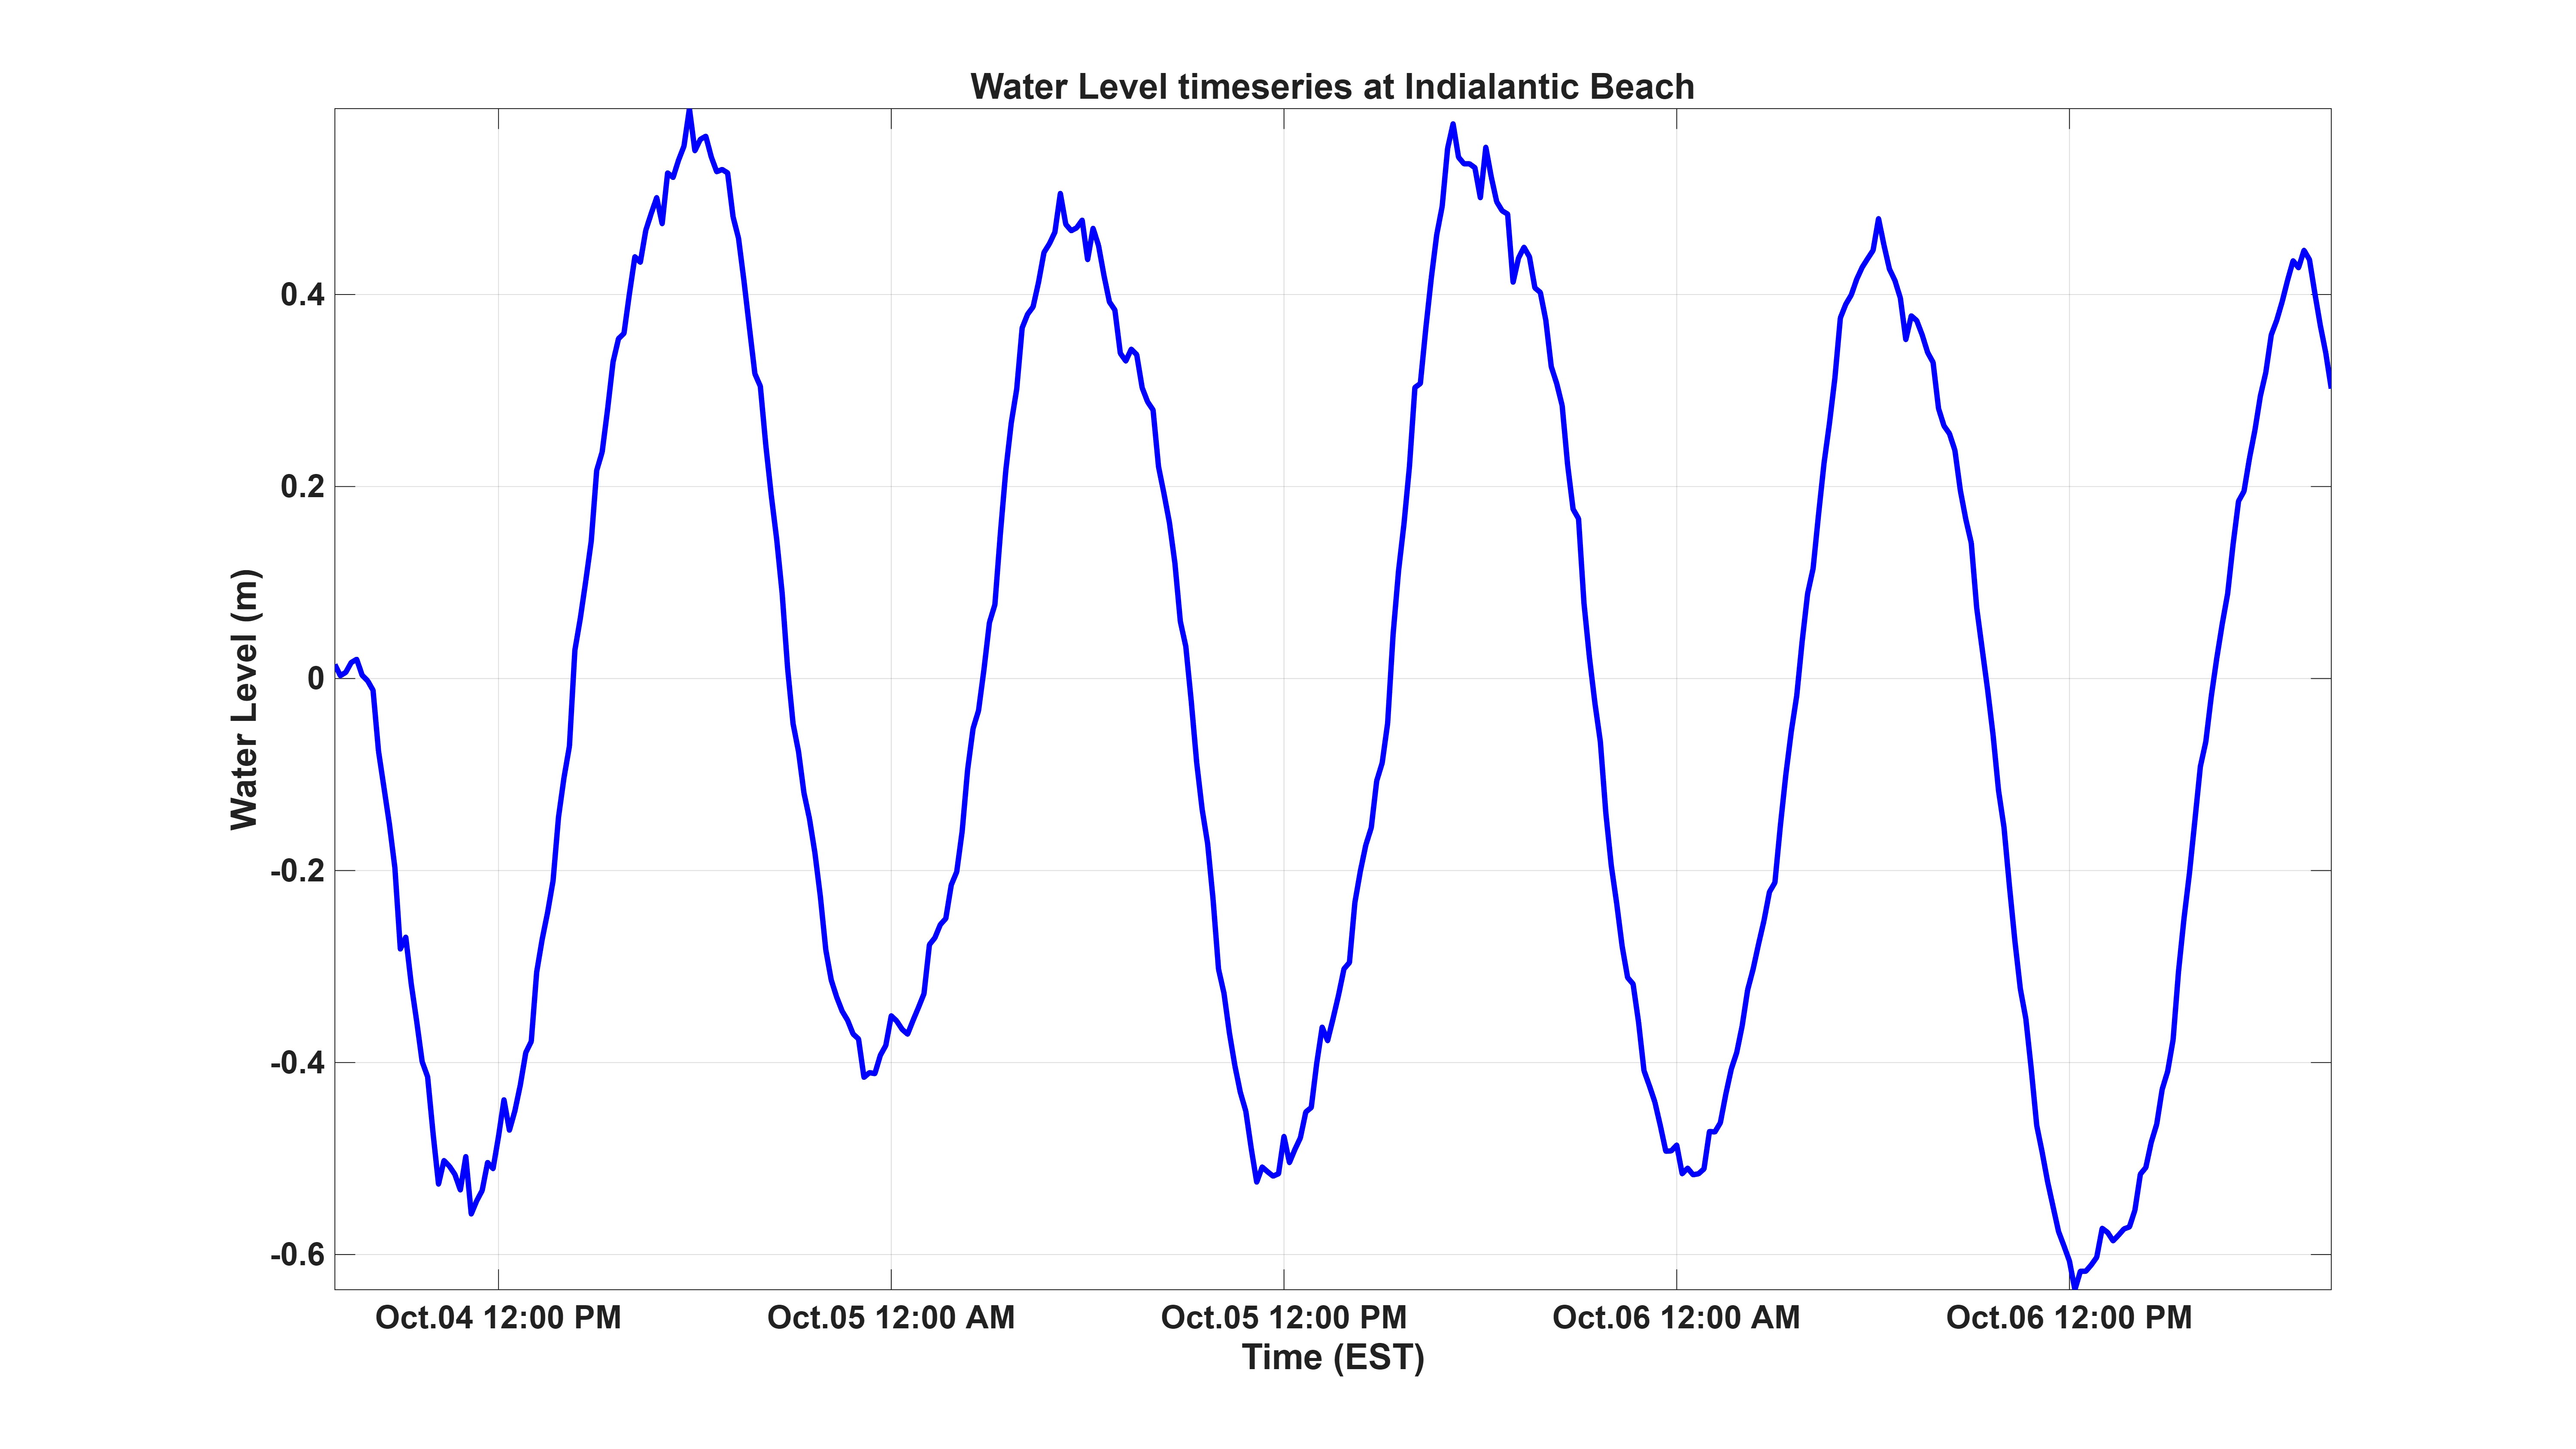 Water Level timeseries at Indialantic Beach
Water Level (m)
0.4
0.2
0
-0.2
-0.4
-0.6
Oct.04 12:00 PM
Oct.05 12:00 AM
Oct.05 12:00 PM
Oct.06 12:00 AM
Oct.06 12:00 PM
Time (EST)